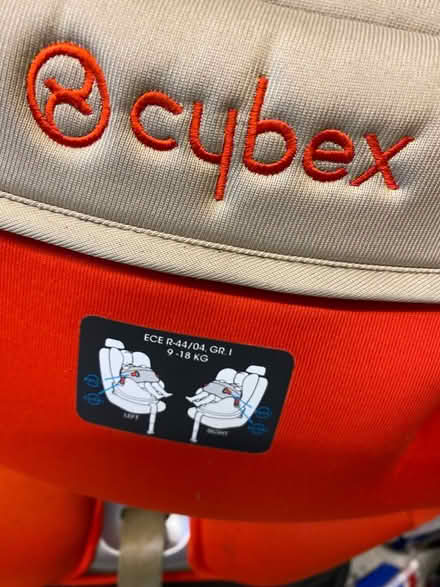 cybex
ECE R-44/04, GR. I
9 -18 KG
LEFT
RIGHT